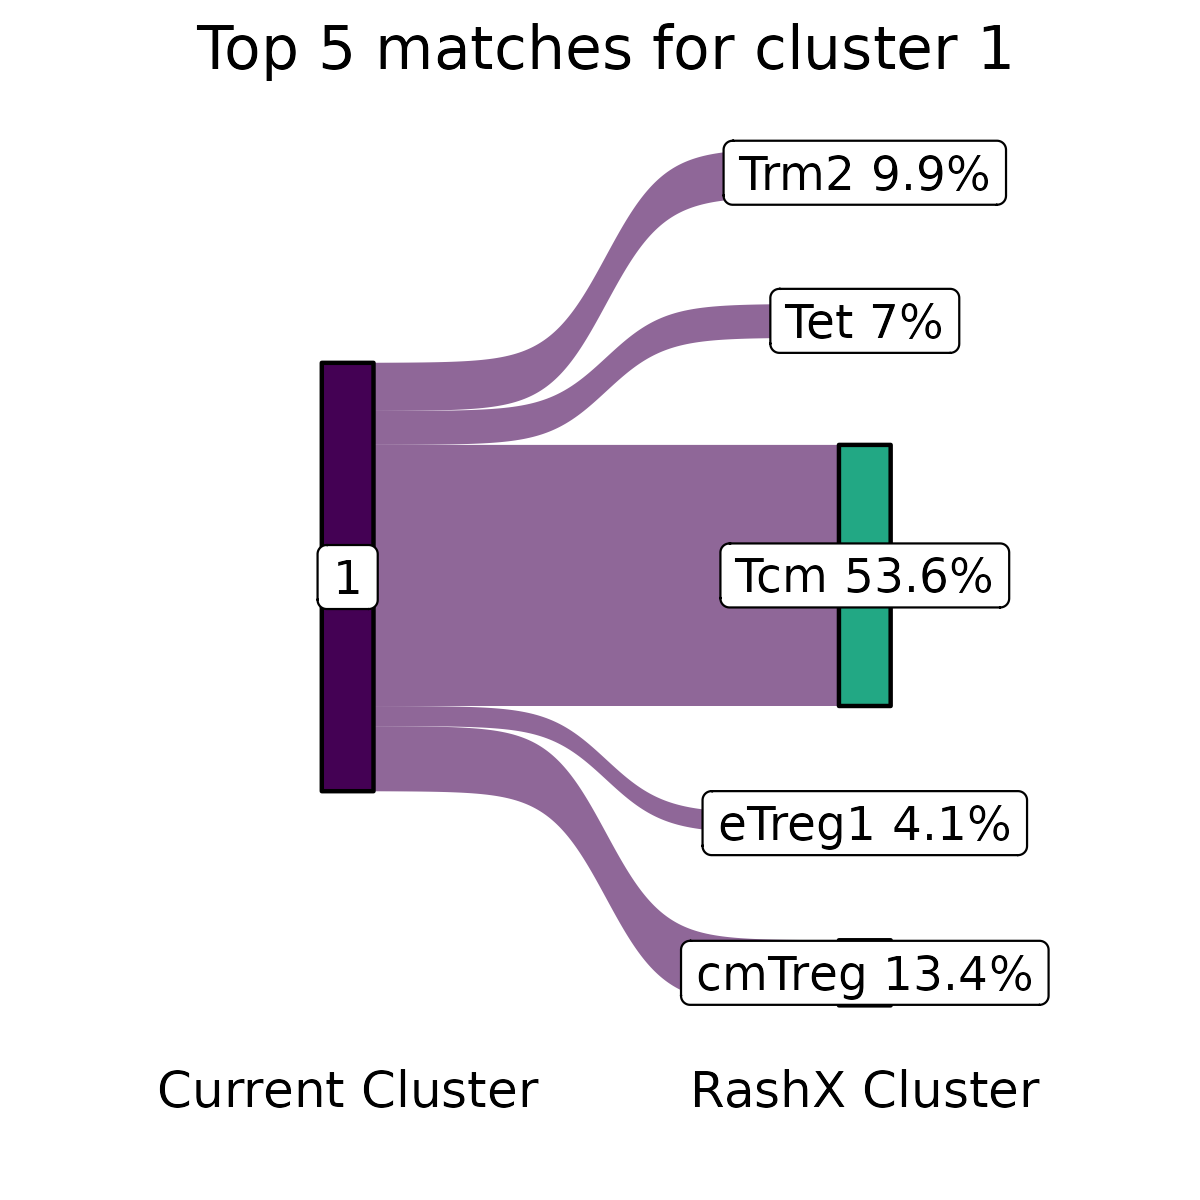 Top 5 matches for cluster 1
Trm2 9.9%
Tet 7%
1
Tcm 53.6%
eTreg1 4.1%
cmTreg 13.4%
Current Cluster
RashX Cluster